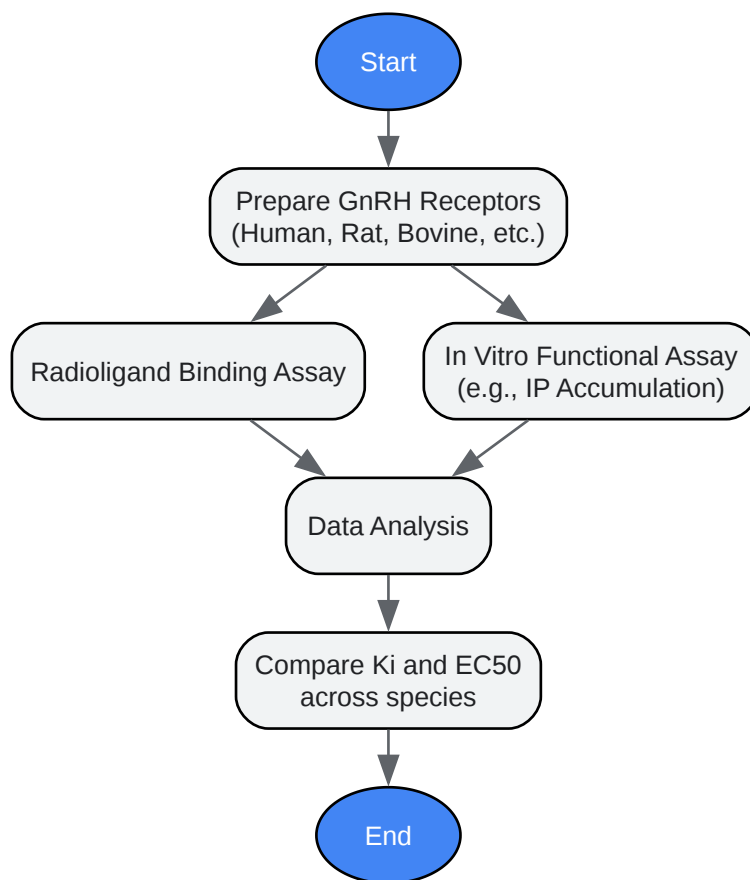 Start
Prepare GnRH Receptors
(Human, Rat, Bovine, etc.)
Radioligand Binding Assay
In Vitro Functional Assay
(e.g., IP Accumulation)
Data Analysis
Compare Ki and EC50
across species
End